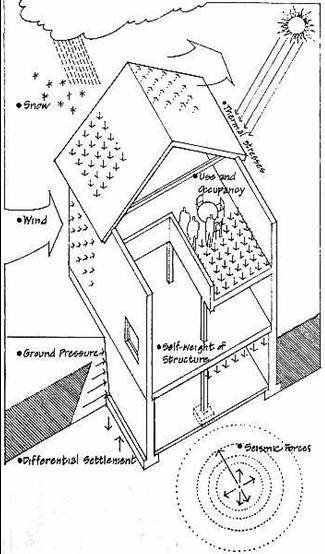 •Snow
•Thermal stresses
•Use and
Occupancy
•Wind
•Ground Pressure
•Self-Weight of
Structure
•Differential Settlement
•Seismic Forces